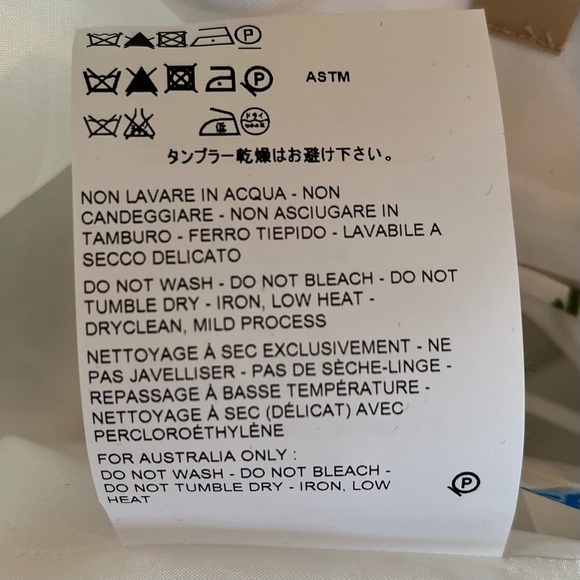 P
P ASTM
ドライ
タンブラー乾燥はお避け下さい。
NON LAVARE IN ACQUA - NON
CANDEGGIARE - NON ASCIUGARE IN
TAMBURO - FERRO TIEPIDO - LAVABILE A
SECCO DELICATO
DO NOT WASH - DO NOT BLEACH - DO NOT
TUMBLE DRY - IRON, LOW HEAT -
DRYCLEAN, MILD PROCESS
NETTOYAGE À SEC EXCLUSIVEMENT - NE
PAS JAVELLISER - PAS DE SÈCHE-LINGE -
REPASSAGE À BASSE TEMPÉRATURE -
NETTOYAGE À SEC (DÉLICAT) AVEC
PERCLOROÉTHYLÈNE
FOR AUSTRALIA ONLY :
DO NOT WASH - DO NOT BLEACH -
DO NOT TUMBLE DRY - IRON, LOW
HEAT
P